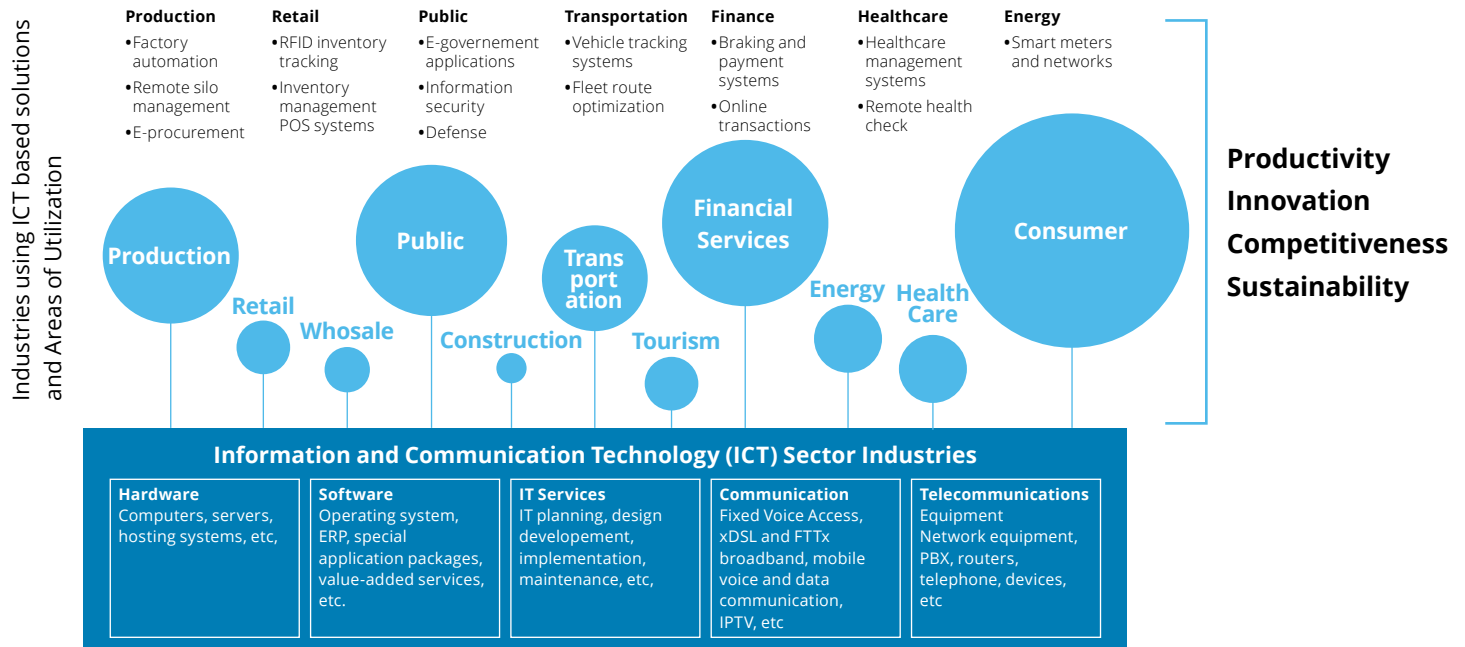 Industries using ICT based solutions
and Areas of Utilization
Production
•Factory
automation
•Remote silo
management
•E-procurement
Retail
•RFID inventory
tracking
•Inventory
management
POS systems
Public
•E-governement
applications
•Information
security
•Defense
Transportation
•Vehicle tracking
systems
•Fleet route
optimization
Finance
•Braking and
payment
systems
•Online
transactions
Healthcare
•Healthcare
management
systems
•Remote health
check
Energy
•Smart meters
and networks
Production
Retail
Whosale
Public
Construction
Trans
port
ation
Tourism
Financial
Services
Energy
Health
Care
Consumer
Productivity
Innovation
Competitiveness
Sustainability
Information and Communication Technology (ICT) Sector Industries
Hardware
Computers, servers,
hosting systems, etc,
Software
Operating system,
ERP, special
application packages,
value-added services,
etc.
IT Services
IT planning, design
developement,
implementation,
maintenance, etc,
Communication
Fixed Voice Access,
xDSL and FTTx
broadband, mobile
voice and data
communication,
IPTV, etc
Telecommunications
Equipment
Network equipment,
PBX, routers,
telephone, devices,
etc